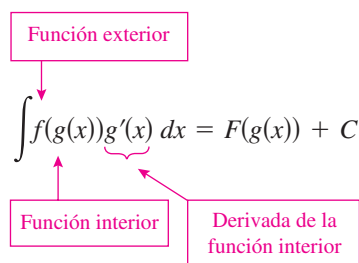 Función exterior
∫ f(g(x))g′(x) dx = F(g(x)) + C
Función interior
Derivada de la
función interior